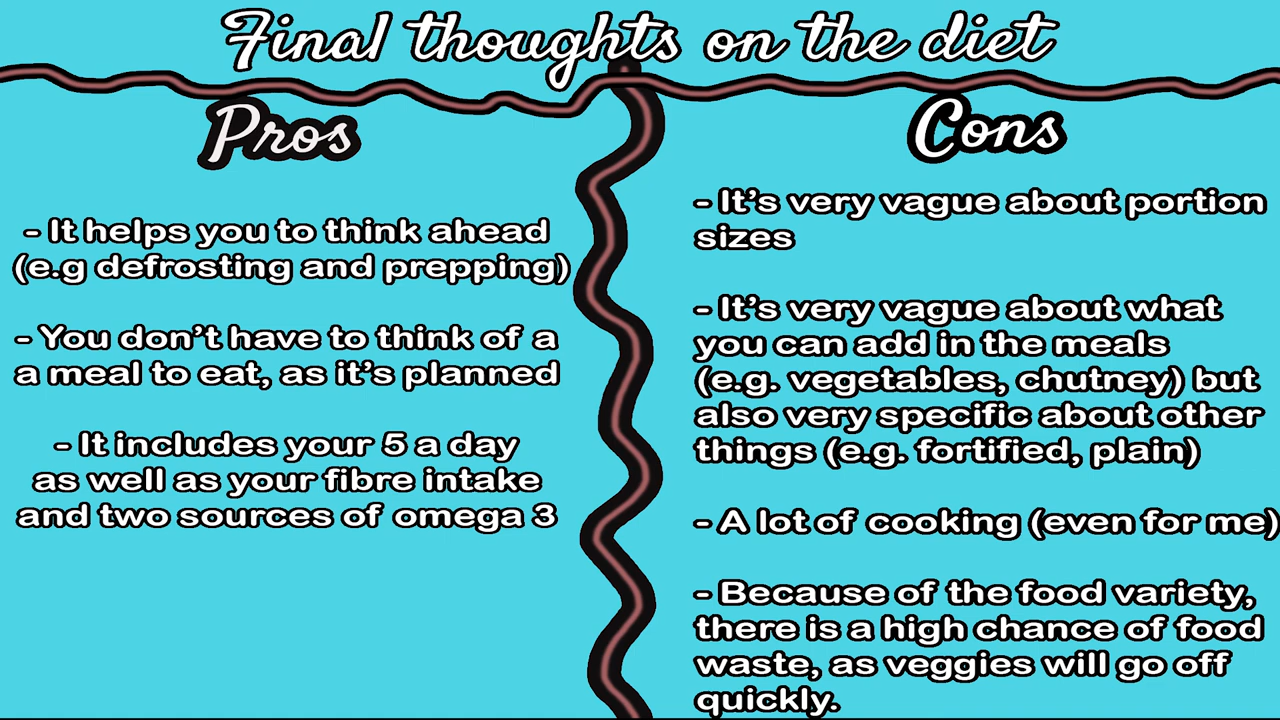 Final thoughts on the diet
Pros
- It helps you to think ahead
(e.g defrosting and prepping)
- You don't have to think of a
a meal to eat, as it's planned
- It includes your 5 a day
as well as your fibre intake
and two sources of omega 3
Cons
- It's very vague about portion
sizes
- It's very vague about what
you can add in the meals
(e.g. vegetables, chutney) but
also very specific about other
things (e.g. fortified, plain)
- A lot of cooking (even for me)
- Because of the food variety,
there is a high chance of food
waste, as veggies will go off
quickly.